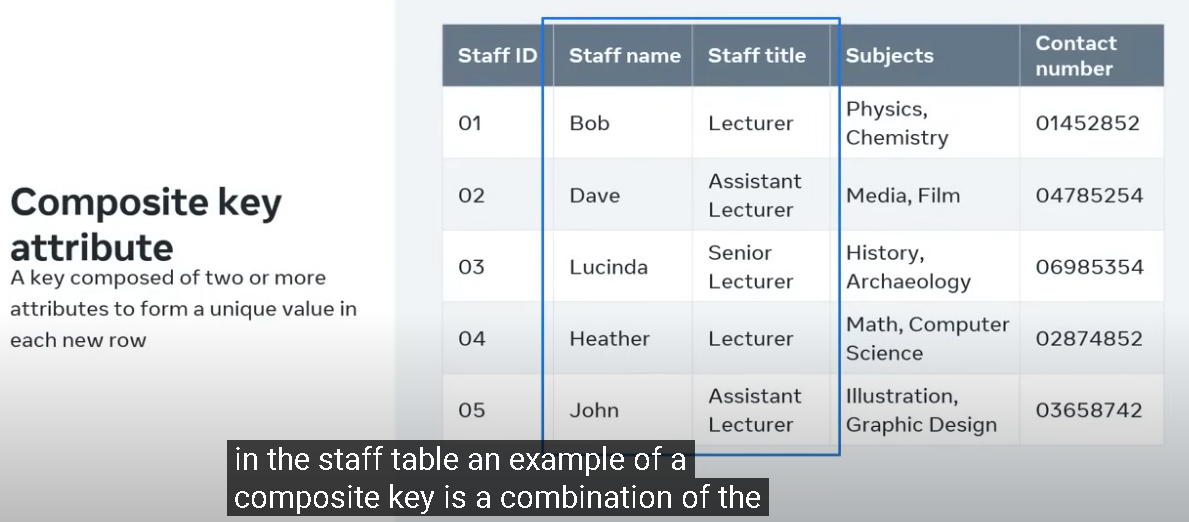 Composite key
attribute
A key composed of two or more
attributes to form a unique value in
each new row
Staff ID Staff name Staff title Subjects Contact number
01 Bob Lecturer Physics, Chemistry 01452852
02 Dave Assistant Lecturer Media, Film 04785254
03 Lucinda Senior Lecturer History, Archaeology 06985354
04 Heather Lecturer Math, Computer Science 02874852
05 John Assistant Lecturer Illustration, Graphic Design 03658742
in the staff table an example of a
composite key is a combination of the